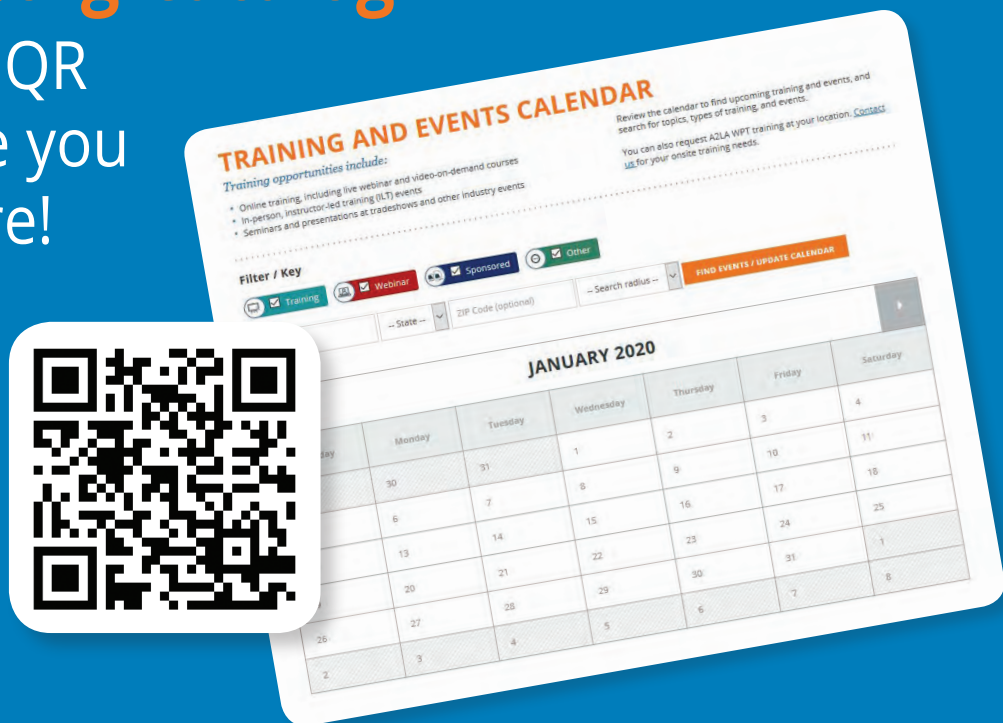 QR
you
TRAINING AND EVENTS CALENDAR
Training opportunities include:
• Online training, including live webinar and video-on-demand courses
• In-person, instructor-led training (ILT) events
• Seminars and presentations at tradeshows and other industry events
Review the calendar to find upcoming training and events, and
search for topics, types of training, and events.
You can also request A2LA WPT training at your location. Contact
us for your onsite training needs.
Filter / Key
Training Webinar Sponsored Other
-- State -- ZIP Code (optional) -- Search radius -- FIND EVENTS / UPDATE CALENDAR
JANUARY 2020
Monday Tuesday Wednesday Thursday Friday Saturday
30 31 1 2 3 4
6 7 8 9 10 11
13 14 15 16 17 18
20 21 22 23 24 25
26 27 28 29 30 31 1
2 3 4 5 6 7 8